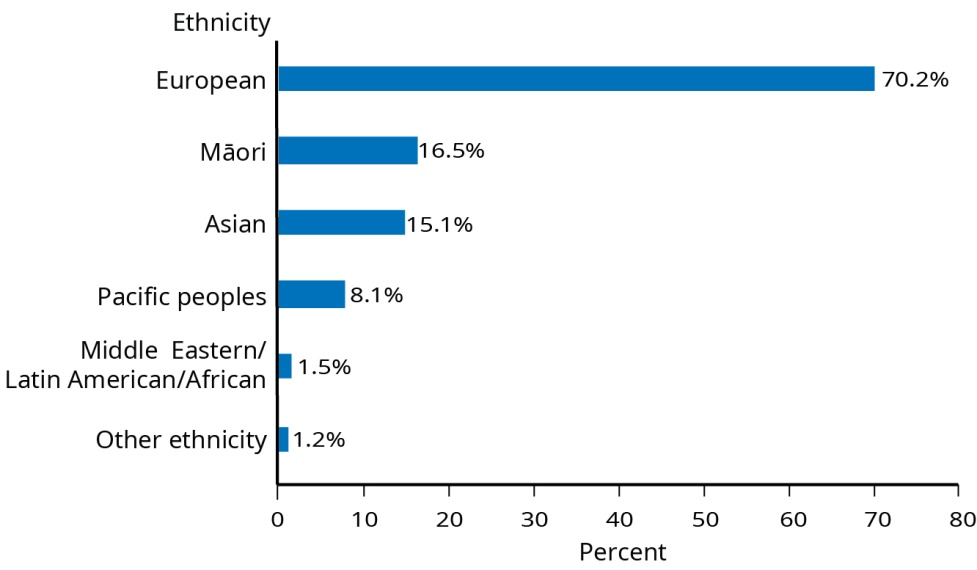 Ethnicity
European 70.2%
Māori 16.5%
Asian 15.1%
Pacific peoples 8.1%
Middle Eastern/
Latin American/African 1.5%
Other ethnicity 1.2%
0 10 20 30 40 50 60 70 80
Percent